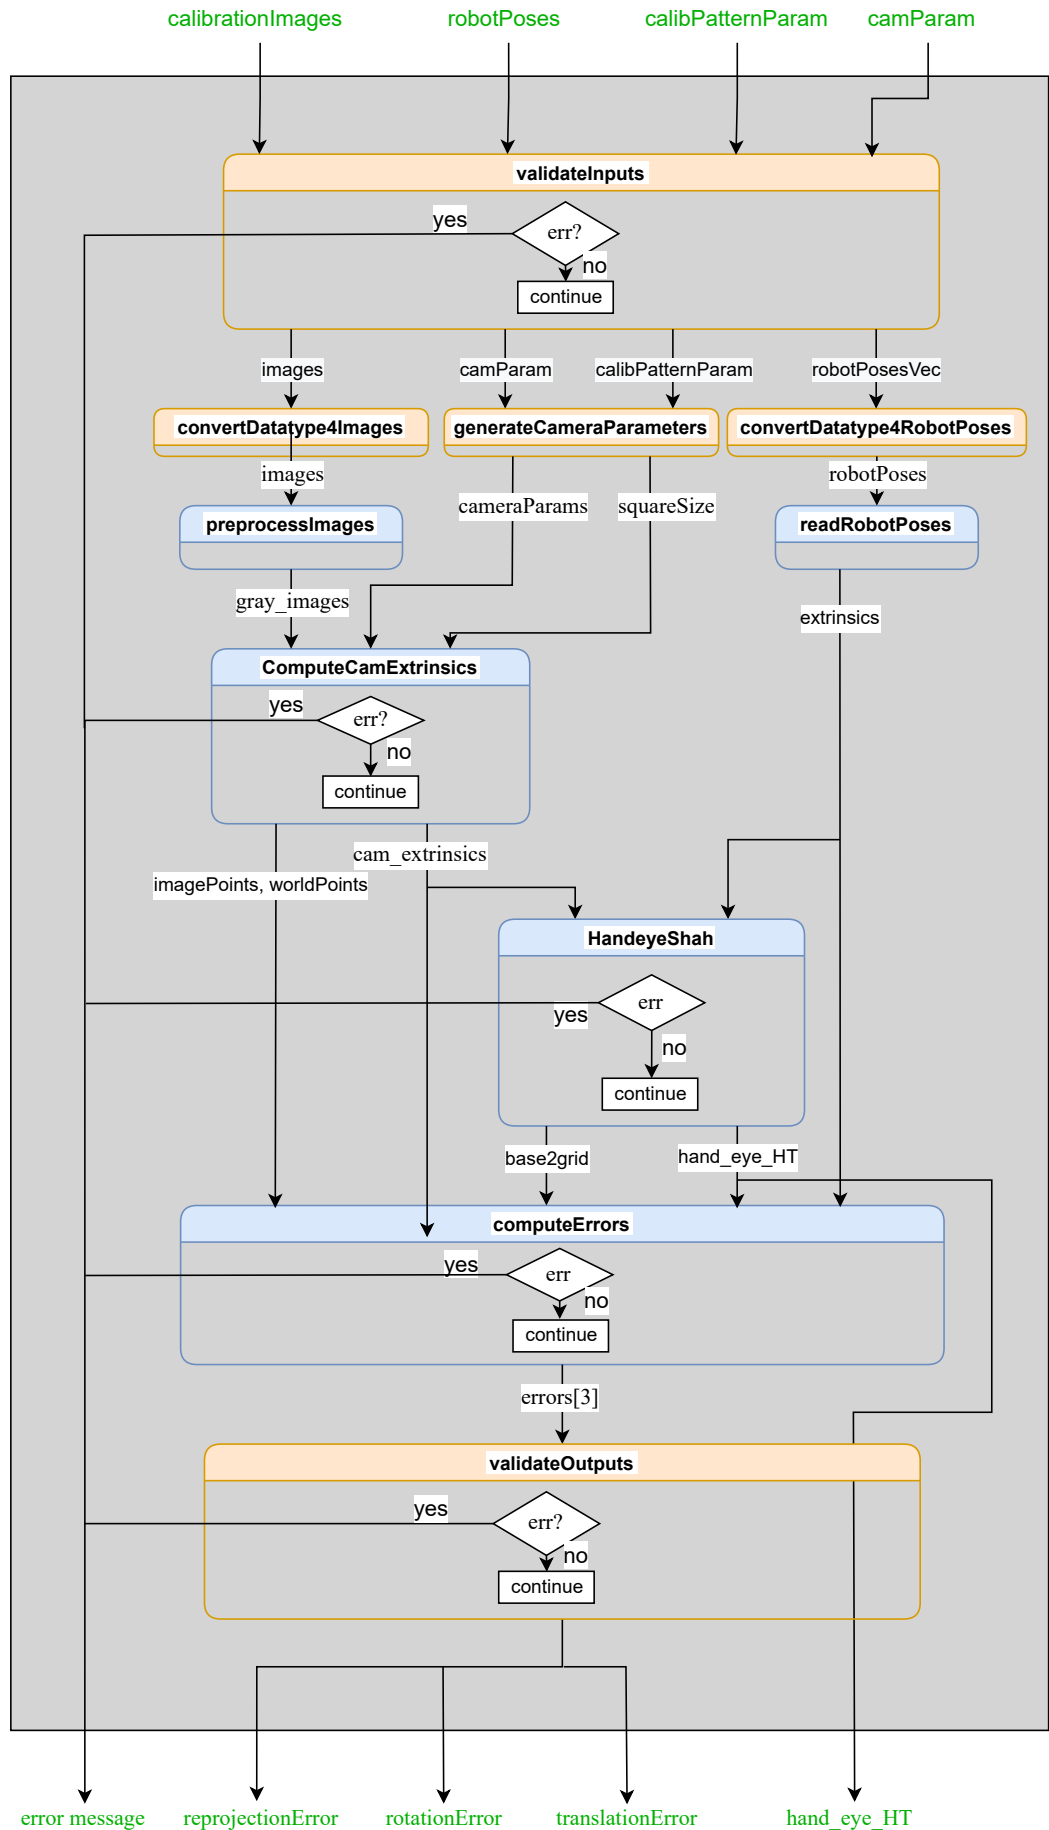 calibrationImages
robotPoses
calibPatternParam
camParam
validateInputs
yes
err?
no
continue
images
camParam
calibPatternParam
robotPosesVec
convertDatatype4Images
generateCameraParameters
convertDatatype4RobotPoses
images
robotPoses
cameraParams
squareSize
preprocessImages
readRobotPoses
gray_images
extrinsics
ComputeCamExtrinsics
yes
err?
no
continue
cam_extrinsics
imagePoints, worldPoints
HandeyeShah
err
yes
no
continue
base2grid
hand_eye_HT
computeErrors
yes
err
no
continue
errors[3]
validateOutputs
yes
err?
no
continue
error message
reprojectionError
rotationError
translationError
hand_eye_HT